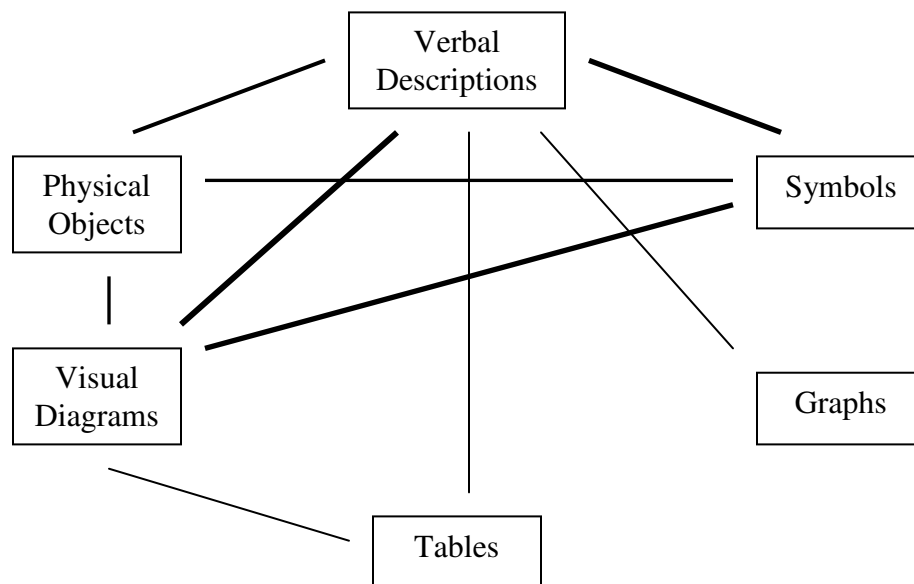 Verbal
Descriptions
Physical
Objects
Symbols
Visual
Diagrams
Graphs
Tables